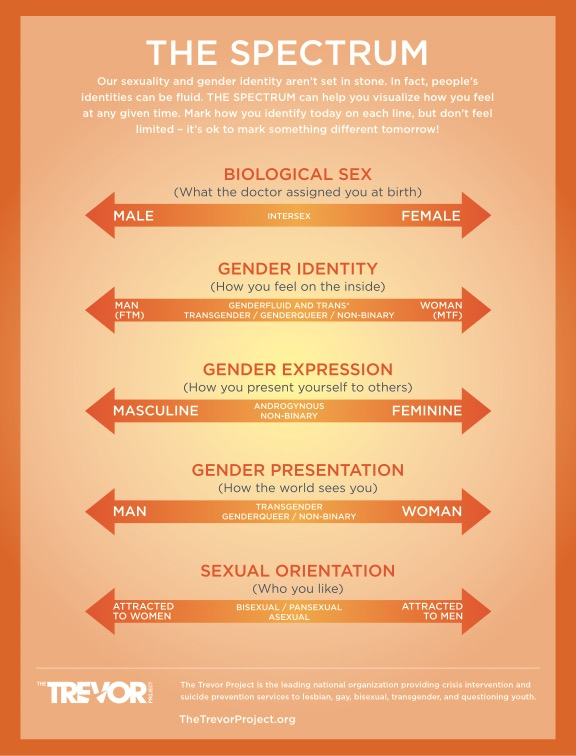 THE SPECTRUM
Our sexuality and gender identity aren't set in stone. In fact, people's
identities can be fluid. THE SPECTRUM can help you visualize how you feel
at any given time. Mark how you identify today on each line, but don't feel
limited – it's ok to mark something different tomorrow!
BIOLOGICAL SEX
(What the doctor assigned you at birth)
MALE INTERSEX FEMALE
GENDER IDENTITY
(How you feel on the inside)
MAN
(FTM)
GENDERFLUID AND TRANS*
TRANSGENDER / GENDERQUEER / NON-BINARY
WOMAN
(MTF)
GENDER EXPRESSION
(How you present yourself to others)
MASCULINE
ANDROGYNOUS
NON-BINARY
FEMININE
GENDER PRESENTATION
(How the world sees you)
MAN
TRANSGENDER
GENDERQUEER / NON-BINARY
WOMAN
SEXUAL ORIENTATION
(Who you like)
ATTRACTED
TO WOMEN
BISEXUAL / PANSEXUAL
ASEXUAL
ATTRACTED
TO MEN
THE TREVOR PROJECT
The Trevor Project is the leading national organization providing crisis intervention and
suicide prevention services to lesbian, gay, bisexual, transgender, and questioning youth.
TheTrevorProject.org